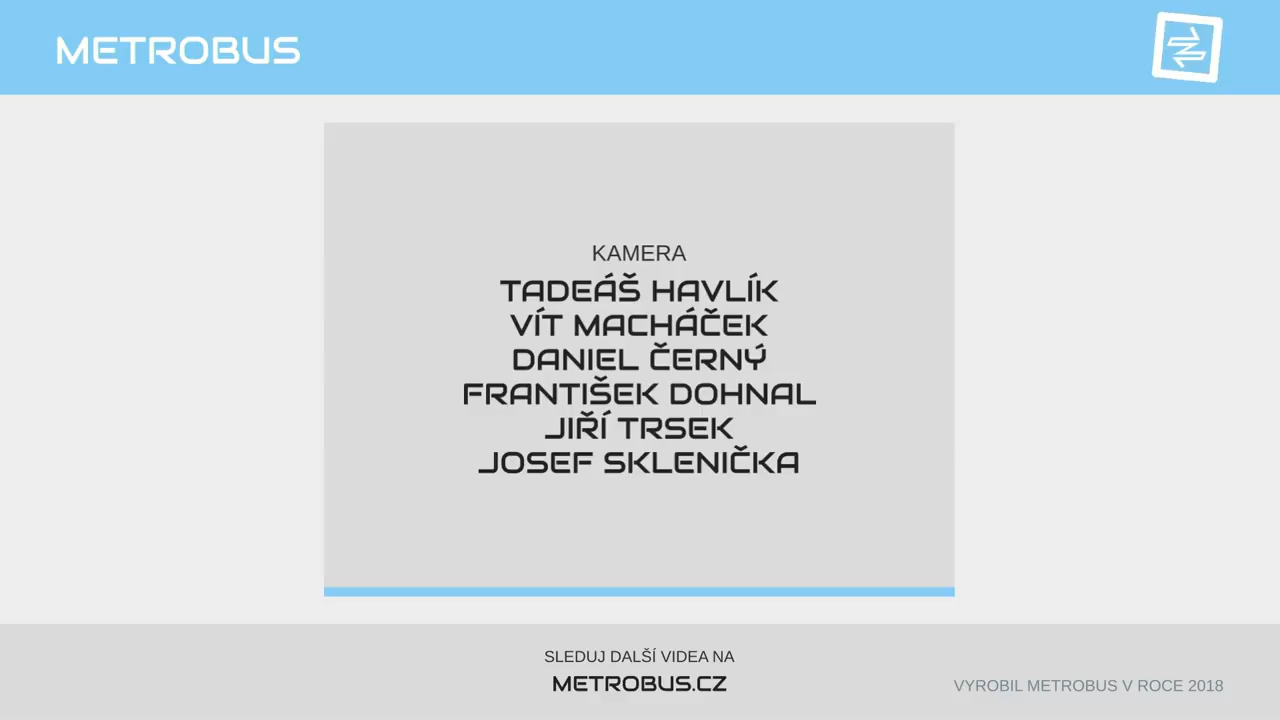 METROBUS
KAMERA
TADEÁŠ HAVLÍK
VÍT MACHÁČEK
DANIEL ČERNÝ
FRANTIŠEK DOHNAL
JIŘÍ TRSEK
JOSEF SKLENIČKA
SLEDUJ DALŠÍ VIDEA NA
METROBUS.CZ
VYROBIL METROBUS V ROCE 2018